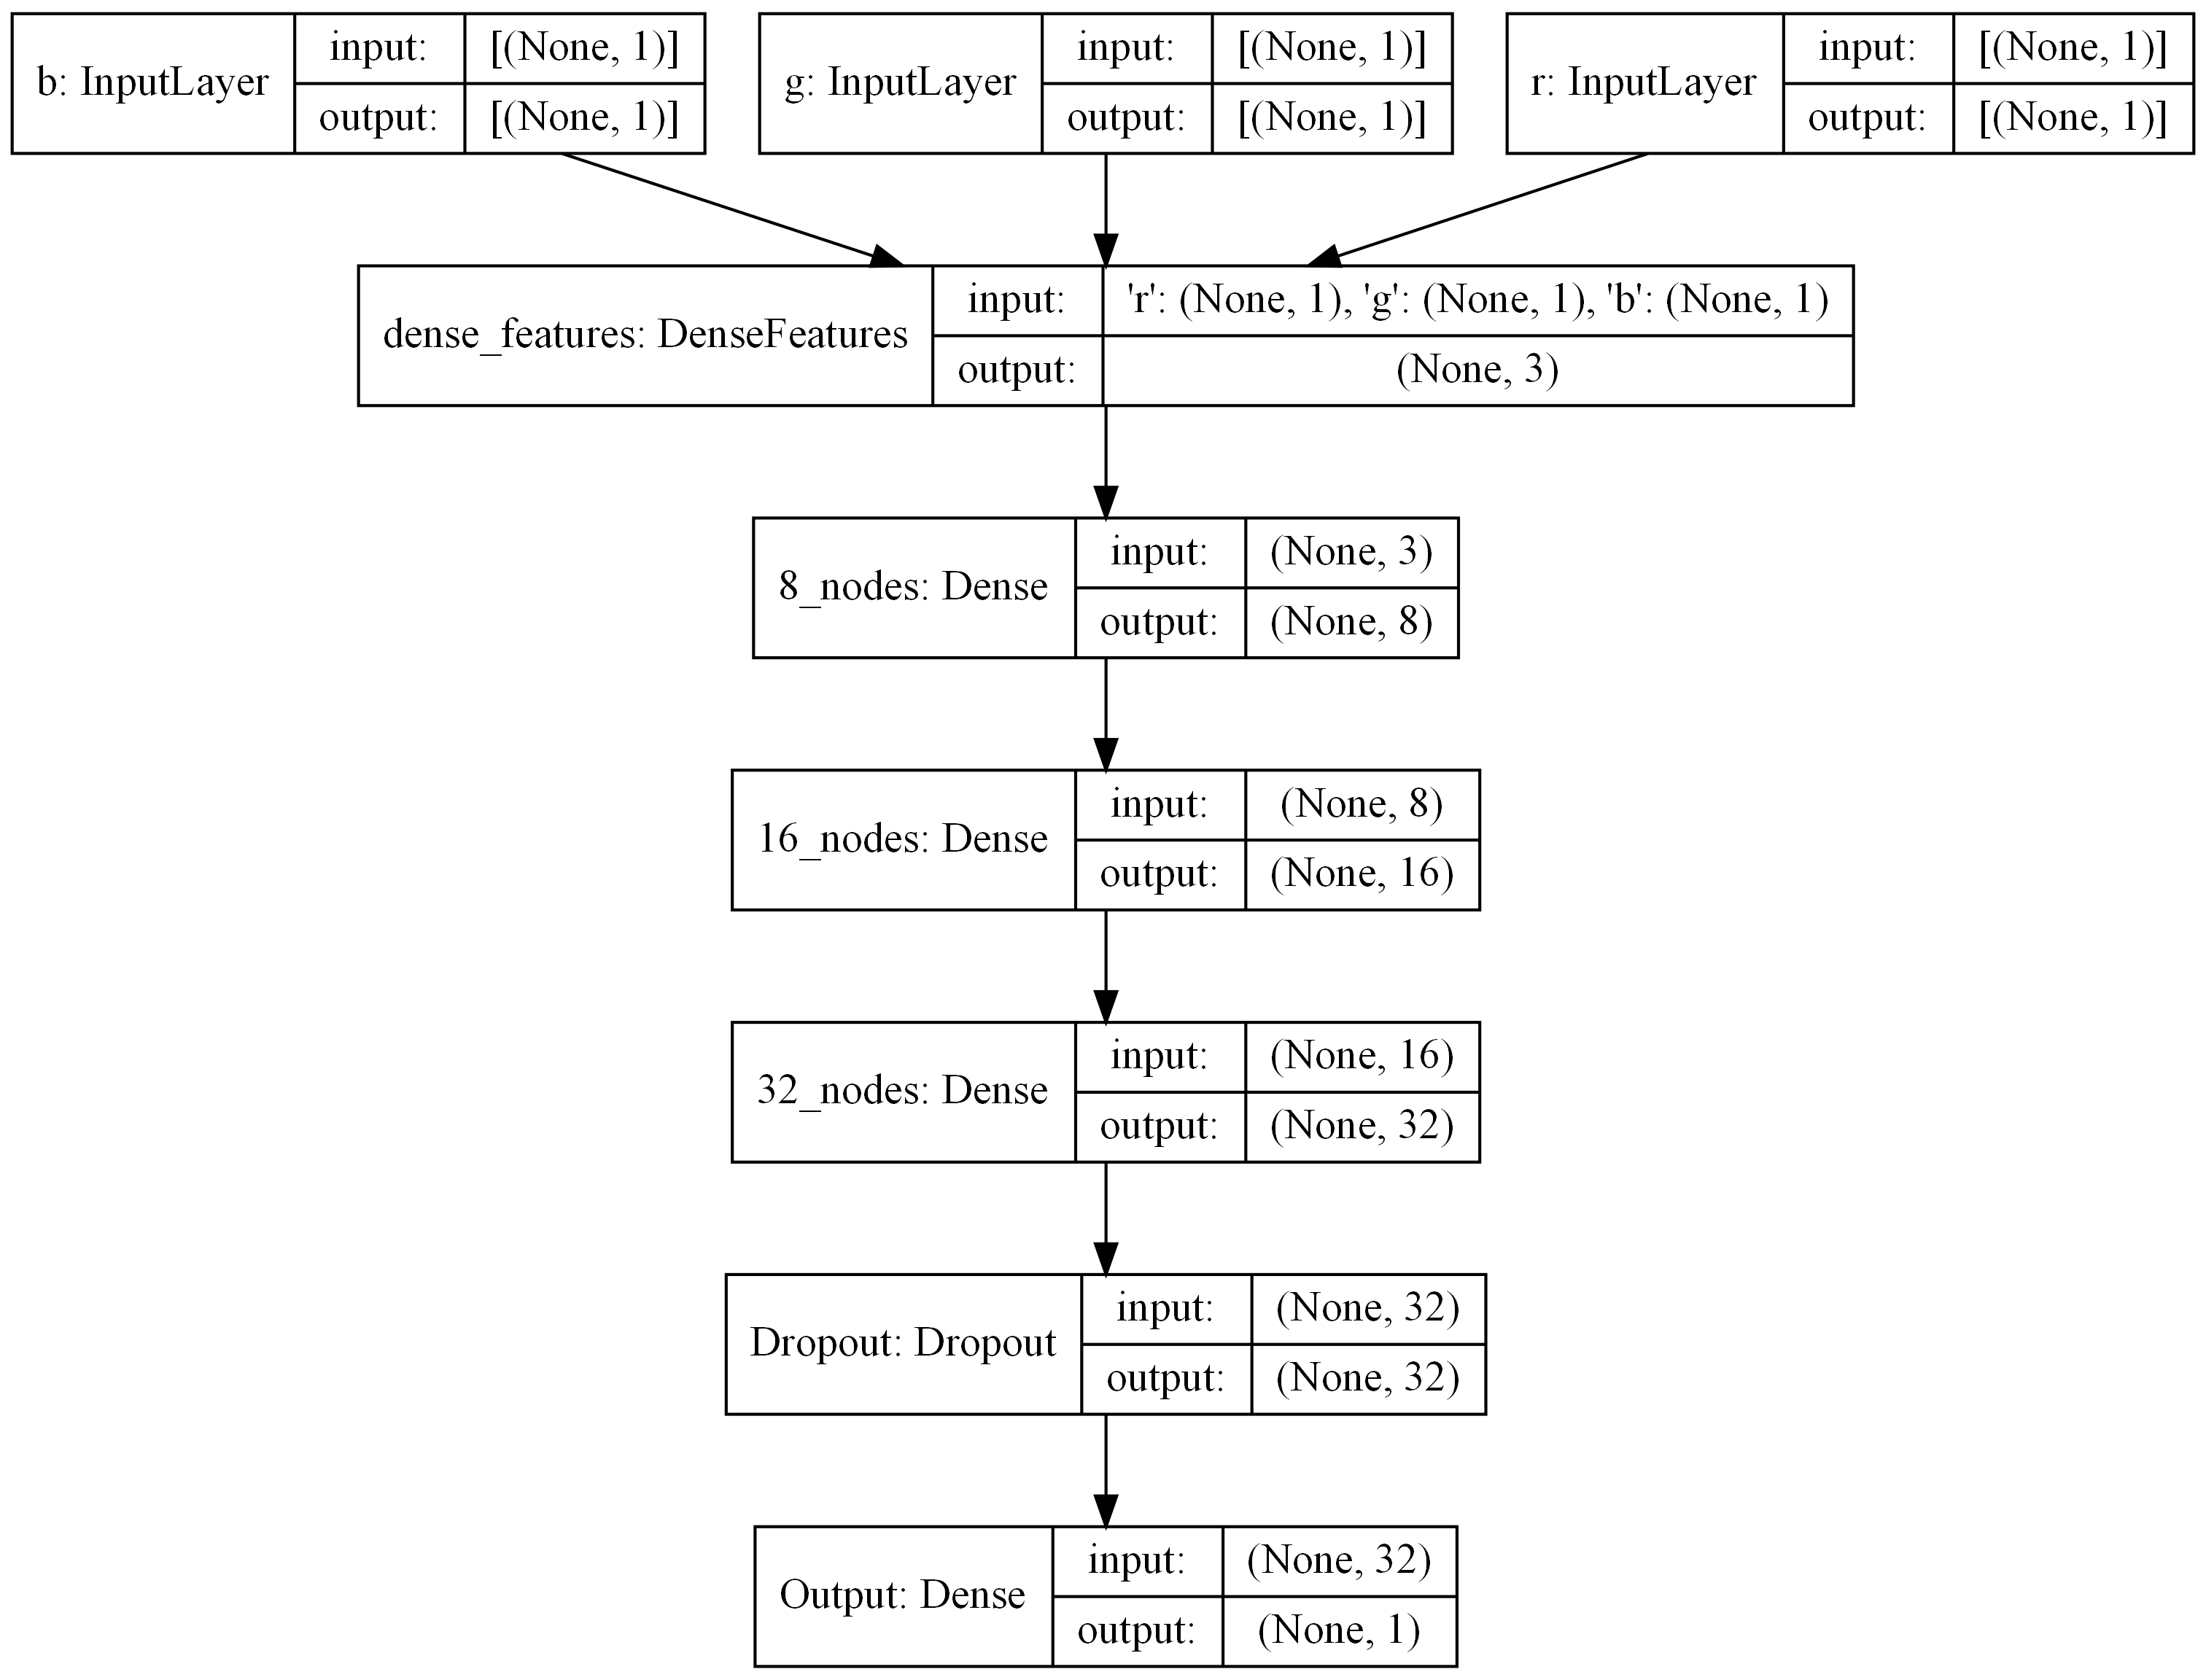 b: InputLayer
input:
[(None, 1)]
output:
[(None, 1)]
g: InputLayer
input:
[(None, 1)]
output:
[(None, 1)]
r: InputLayer
input:
[(None, 1)]
output:
[(None, 1)]
dense_features: DenseFeatures
input:
'r': (None, 1), 'g': (None, 1), 'b': (None, 1)
output:
(None, 3)
8_nodes: Dense
input:
(None, 3)
output:
(None, 8)
16_nodes: Dense
input:
(None, 8)
output:
(None, 16)
32_nodes: Dense
input:
(None, 16)
output:
(None, 32)
Dropout: Dropout
input:
(None, 32)
output:
(None, 32)
Output: Dense
input:
(None, 32)
output:
(None, 1)